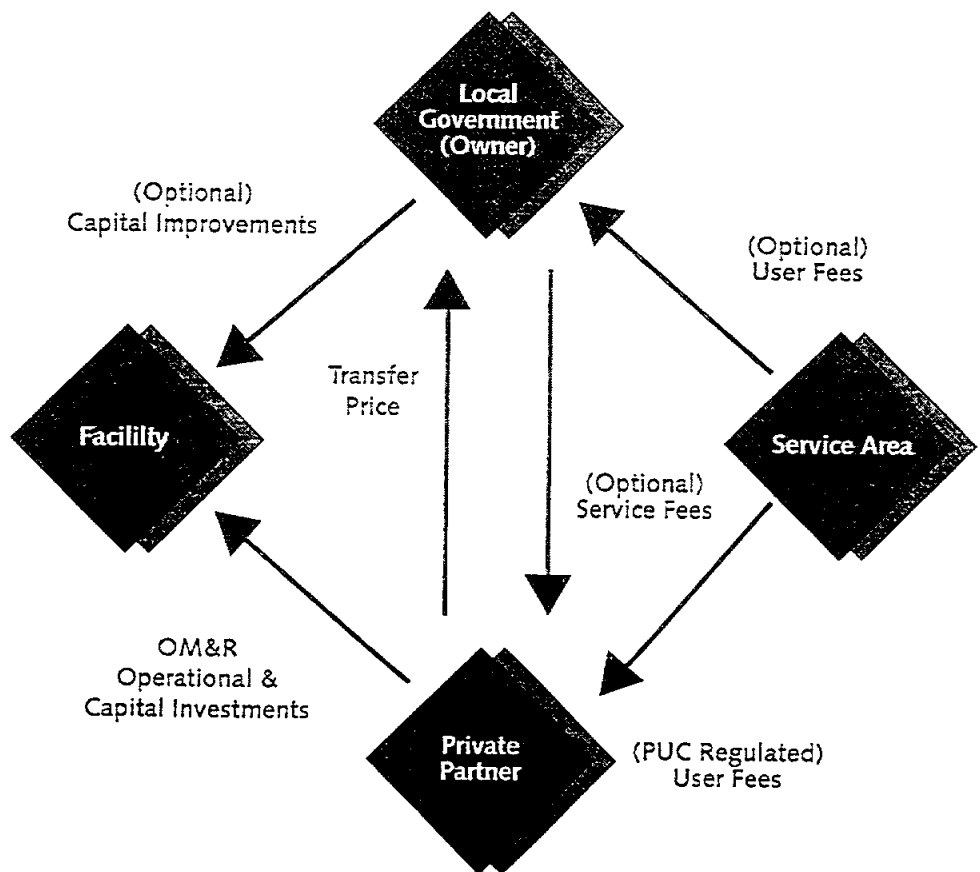 Local
Government
(Owner)
(Optional)
Capital Improvements
(Optional)
User Fees
Transfer
Price
Facililty
Service Area
(Optional)
Service Fees
OM&R
Operational &
Capital Investments
Private
Partner
(PUC Regulated)
User Fees